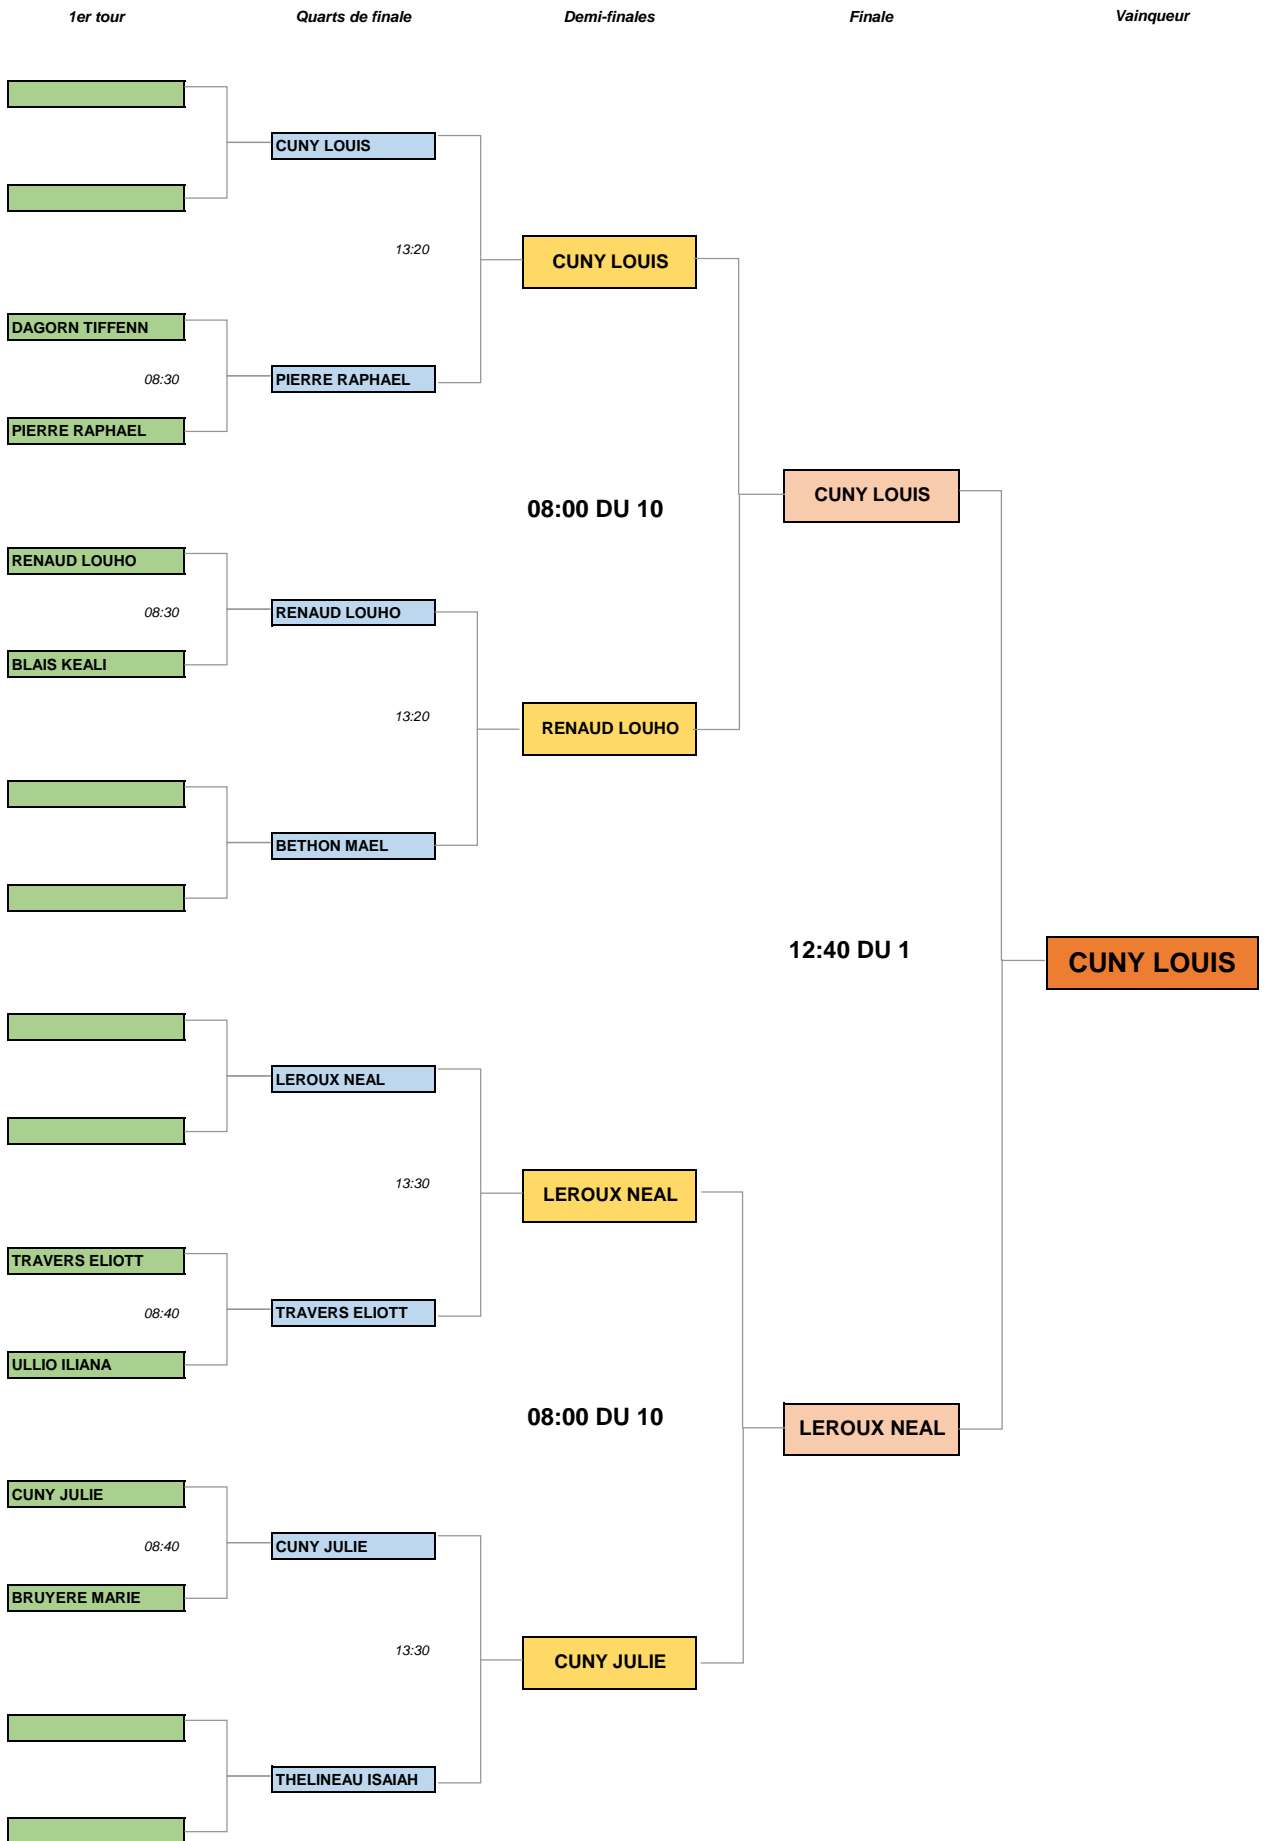 1er tour
Quarts de finale
Demi-finales
Finale
Vainqueur
CUNY LOUIS
13:20
CUNY LOUIS
DAGORN TIFFENN
08:30
PIERRE RAPHAEL
PIERRE RAPHAEL
CUNY LOUIS
08:00 DU 10
RENAUD LOUHO
08:30
RENAUD LOUHO
BLAIS KEALI
13:20
RENAUD LOUHO
BETHON MAEL
12:40 DU 1
CUNY LOUIS
LEROUX NEAL
13:30
LEROUX NEAL
TRAVERS ELIOTT
08:40
TRAVERS ELIOTT
ULLIO ILIANA
08:00 DU 10
LEROUX NEAL
CUNY JULIE
08:40
CUNY JULIE
BRUYERE MARIE
13:30
CUNY JULIE
THELINEAU ISAIAH